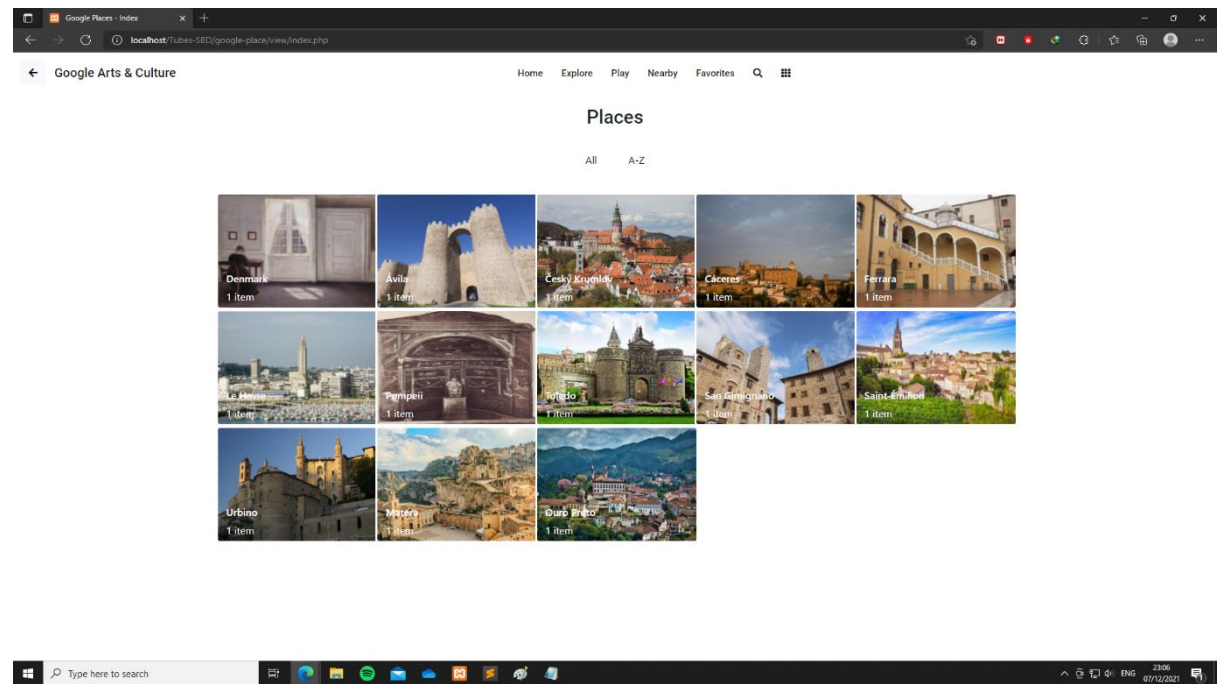 Google Places - Index
localhost/Tubes-SBD/google-place/view/index.php
Google Arts & Culture
Home Explore Play Nearby Favorites
Places
All A-Z
Denmark
1 item
Ávila
1 item
Český Krumlov
1 item
Cáceres
1 item
Ferrara
1 item
Le Havre
1 item
Pompeii
1 item
Toledo
1 item
San Gimignano
1 item
Saint-Émilion
1 item
Urbino
1 item
Matera
1 item
Ouro Preto
1 item
Type here to search
ENG
23:06
07/12/2021